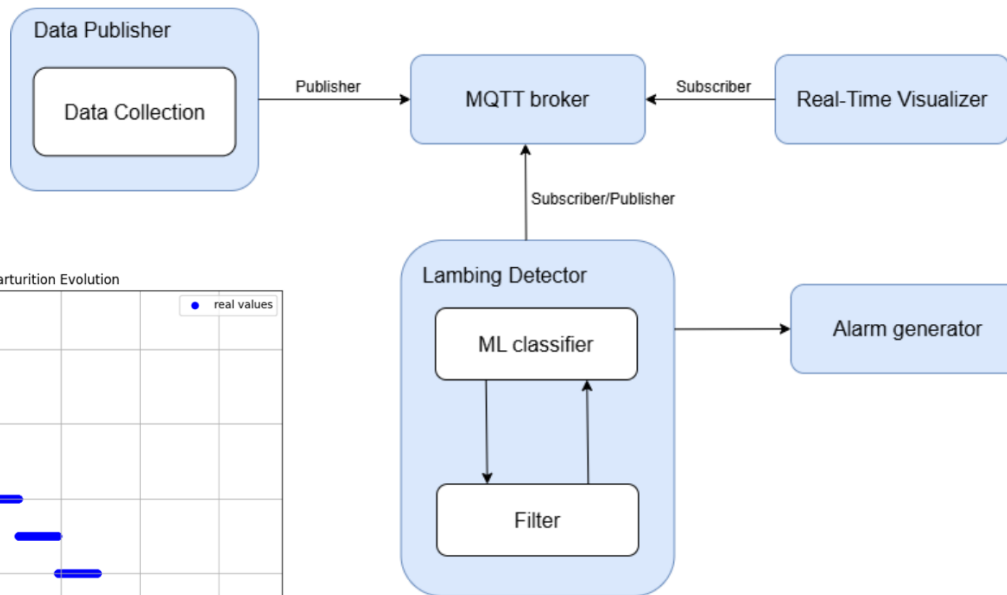 Data Publisher
Data Collection
Publisher
MQTT broker
Subscriber
Real-Time Visualizer
Subscriber/Publisher
Lambing Detector
ML classifier
Filter
Alarm generator
Evolution
real values